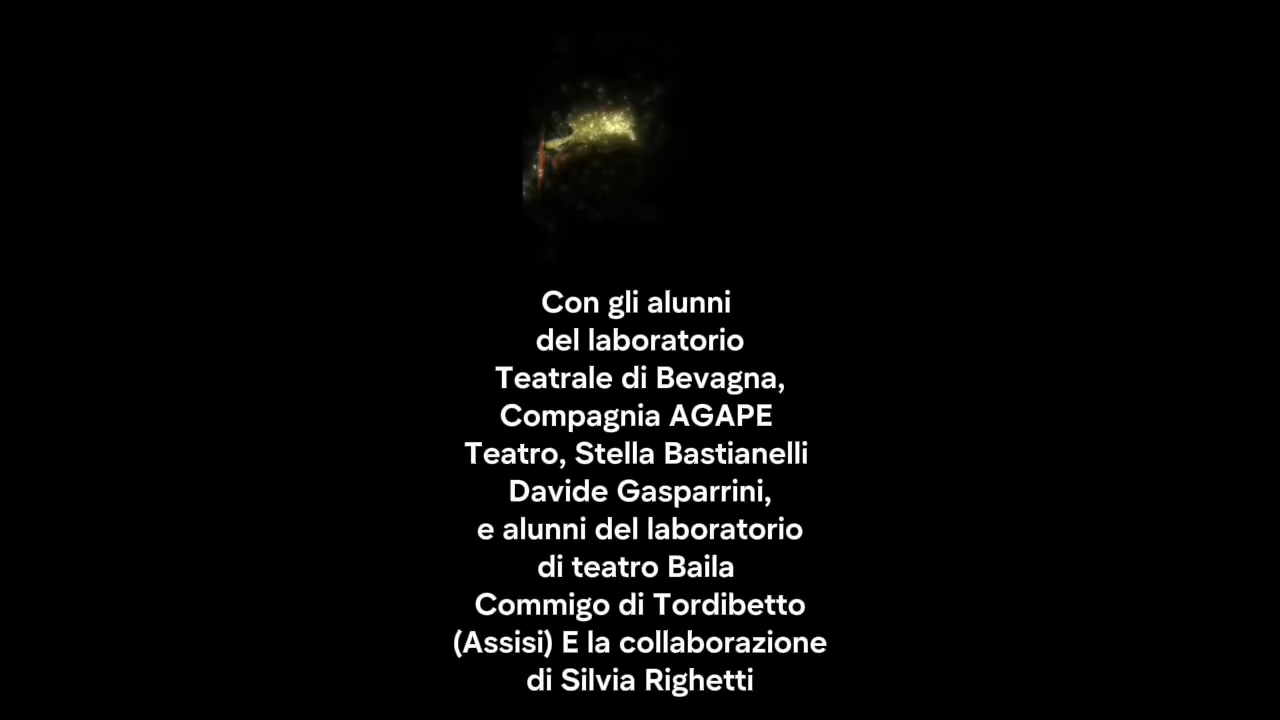 Con gli alunni
del laboratorio
Teatrale di Bevagna,
Compagnia AGAPE
Teatro, Stella Bastianelli
Davide Gasparrini,
e alunni del laboratorio
di teatro Baila
Commigo di Tordibetto
(Assisi) E la collaborazione
di Silvia Righetti